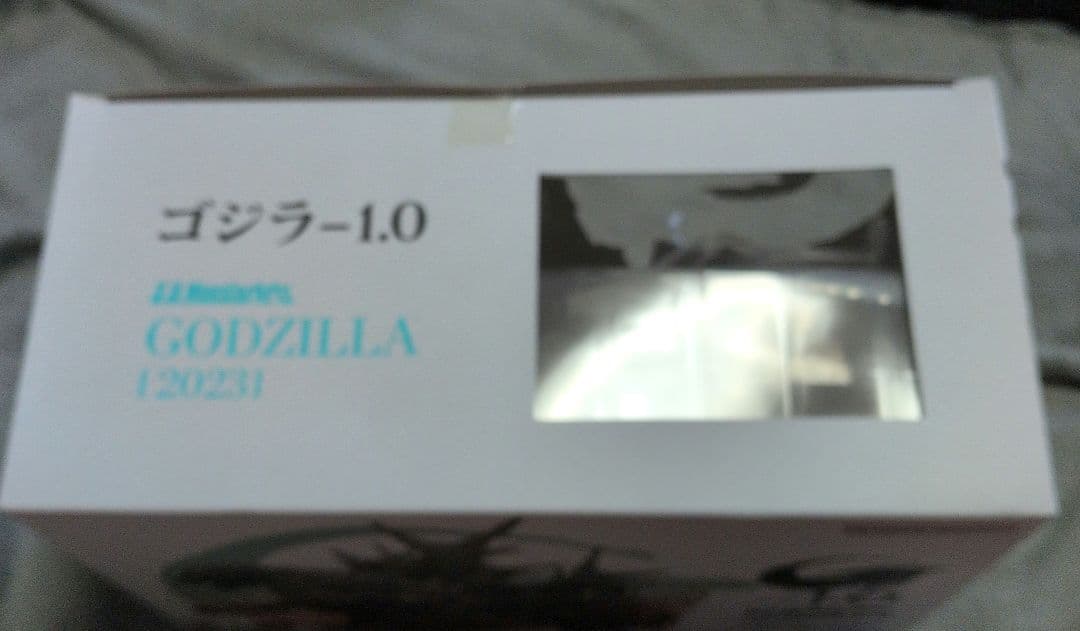 ゴジラ-1.0
S.H.MonsterArts
GODZILLA
[2023]